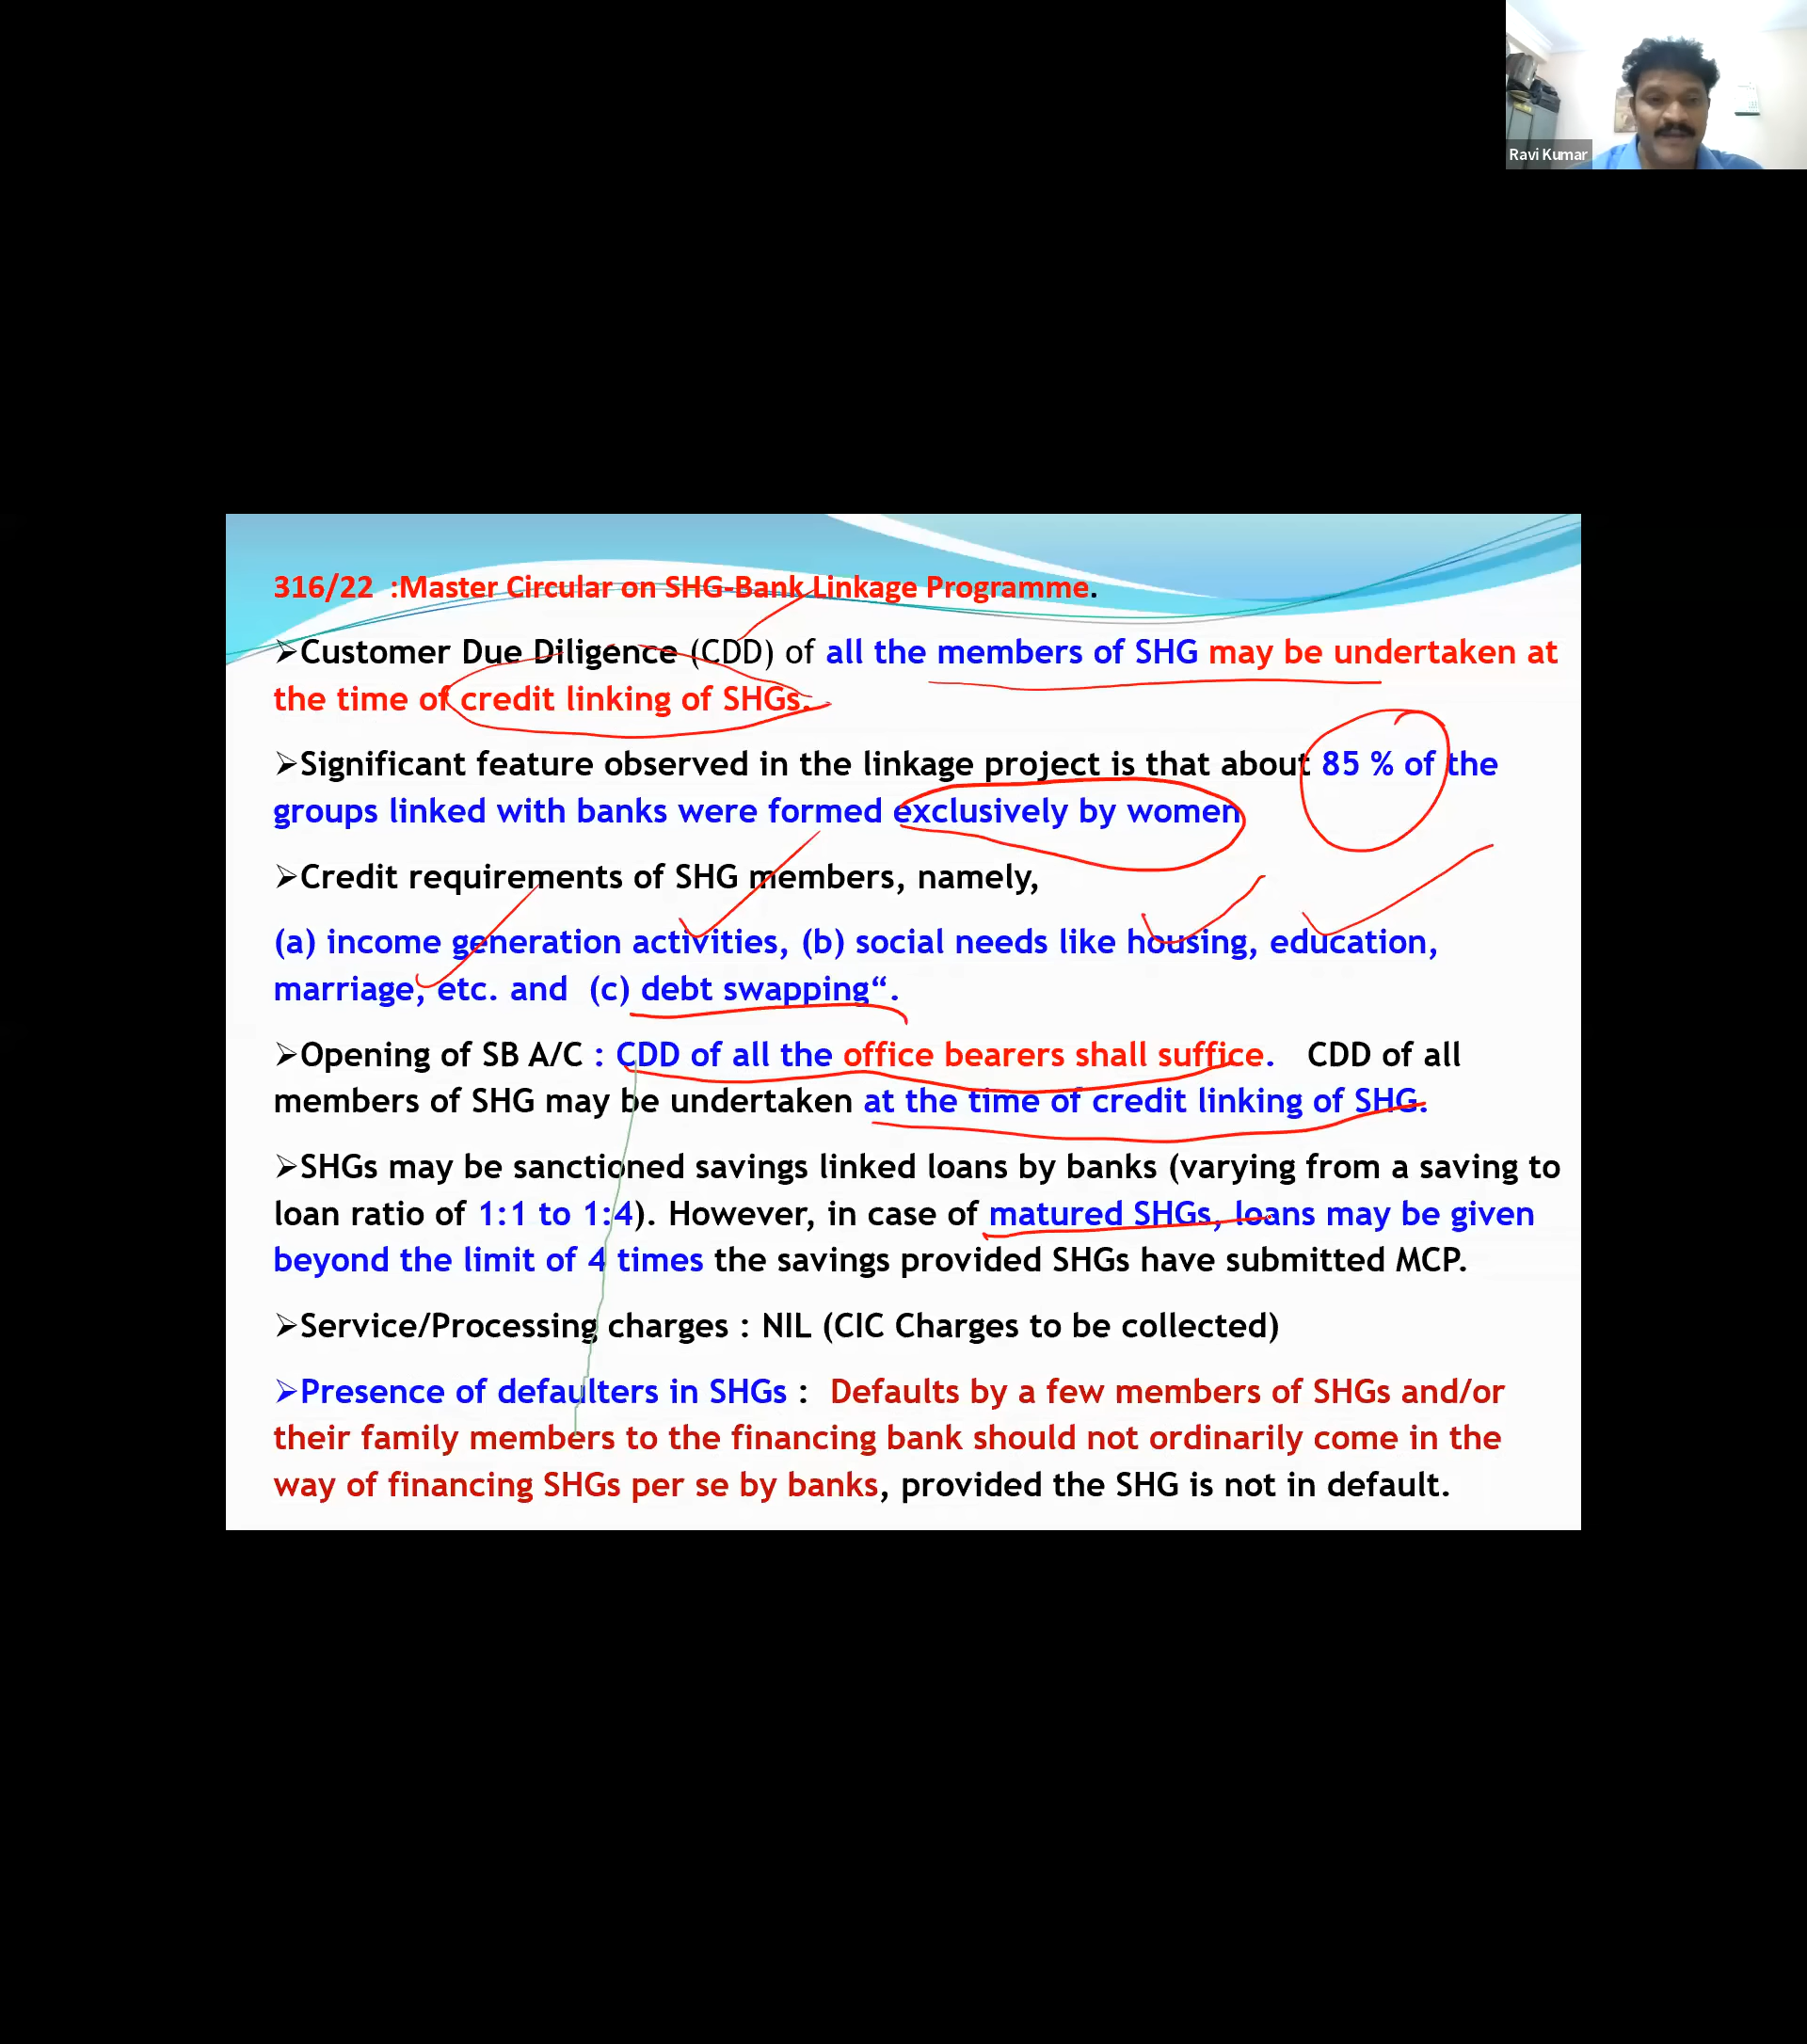 Ravi Kumar
316/22 :Master Circular on SHG-Bank Linkage Programme.
➢Customer Due Diligence (CDD) of all the members of SHG may be undertaken at
the time of credit linking of SHGs.
➢Significant feature observed in the linkage project is that about 85 % of the
groups linked with banks were formed exclusively by women
➢Credit requirements of SHG members, namely,
(a) income generation activities, (b) social needs like housing, education,
marriage, etc. and (c) debt swapping“.
➢Opening of SB A/C : CDD of all the office bearers shall suffice. CDD of all
members of SHG may be undertaken at the time of credit linking of SHG.
➢SHGs may be sanctioned savings linked loans by banks (varying from a saving to
loan ratio of 1:1 to 1:4). However, in case of matured SHGs, loans may be given
beyond the limit of 4 times the savings provided SHGs have submitted MCP.
➢Service/Processing charges : NIL (CIC Charges to be collected)
➢Presence of defaulters in SHGs : Defaults by a few members of SHGs and/or
their family members to the financing bank should not ordinarily come in the
way of financing SHGs per se by banks, provided the SHG is not in default.